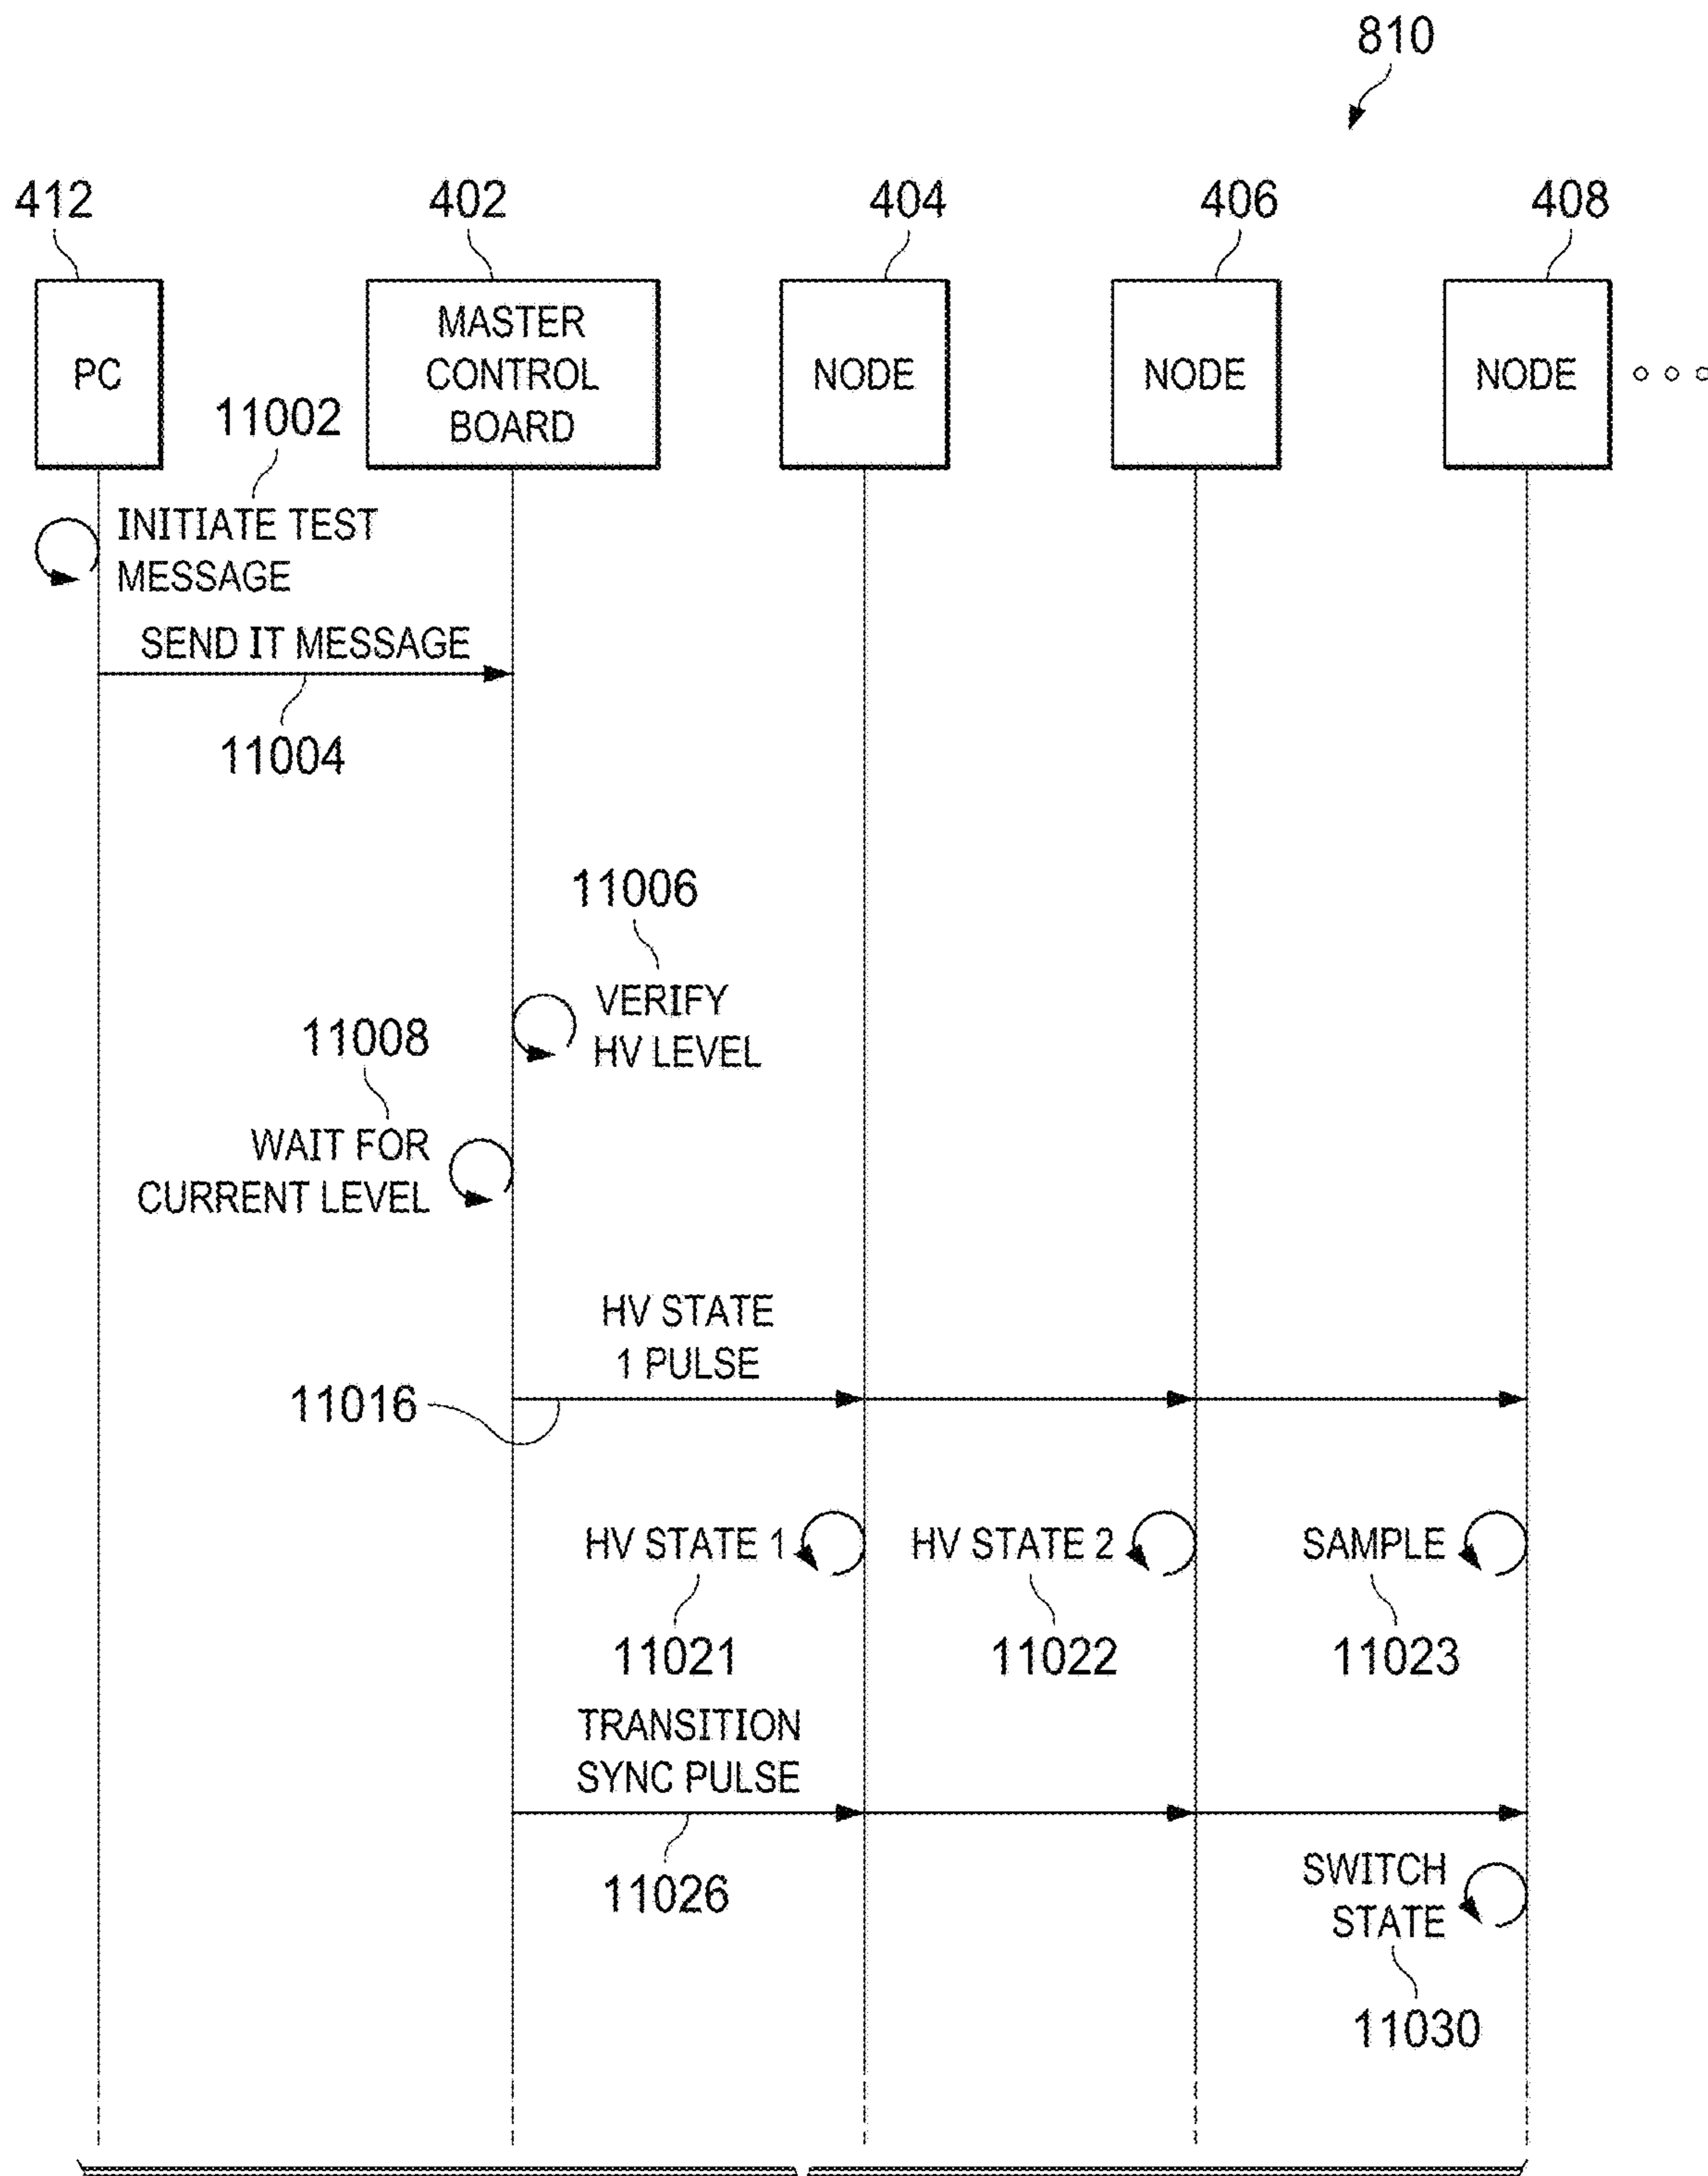 810
412
402
404
406
408
PC
MASTER
CONTROL
BOARD
NODE
NODE
NODE
11002
INITIATE TEST
MESSAGE
SEND IT MESSAGE
11004
11006
VERIFY
HV LEVEL
11008
WAIT FOR
CURRENT LEVEL
HV STATE
1 PULSE
11016
HV STATE 1
HV STATE 2
SAMPLE
11021
11022
11023
TRANSITION
SYNC PULSE
11026
SWITCH
STATE
11030